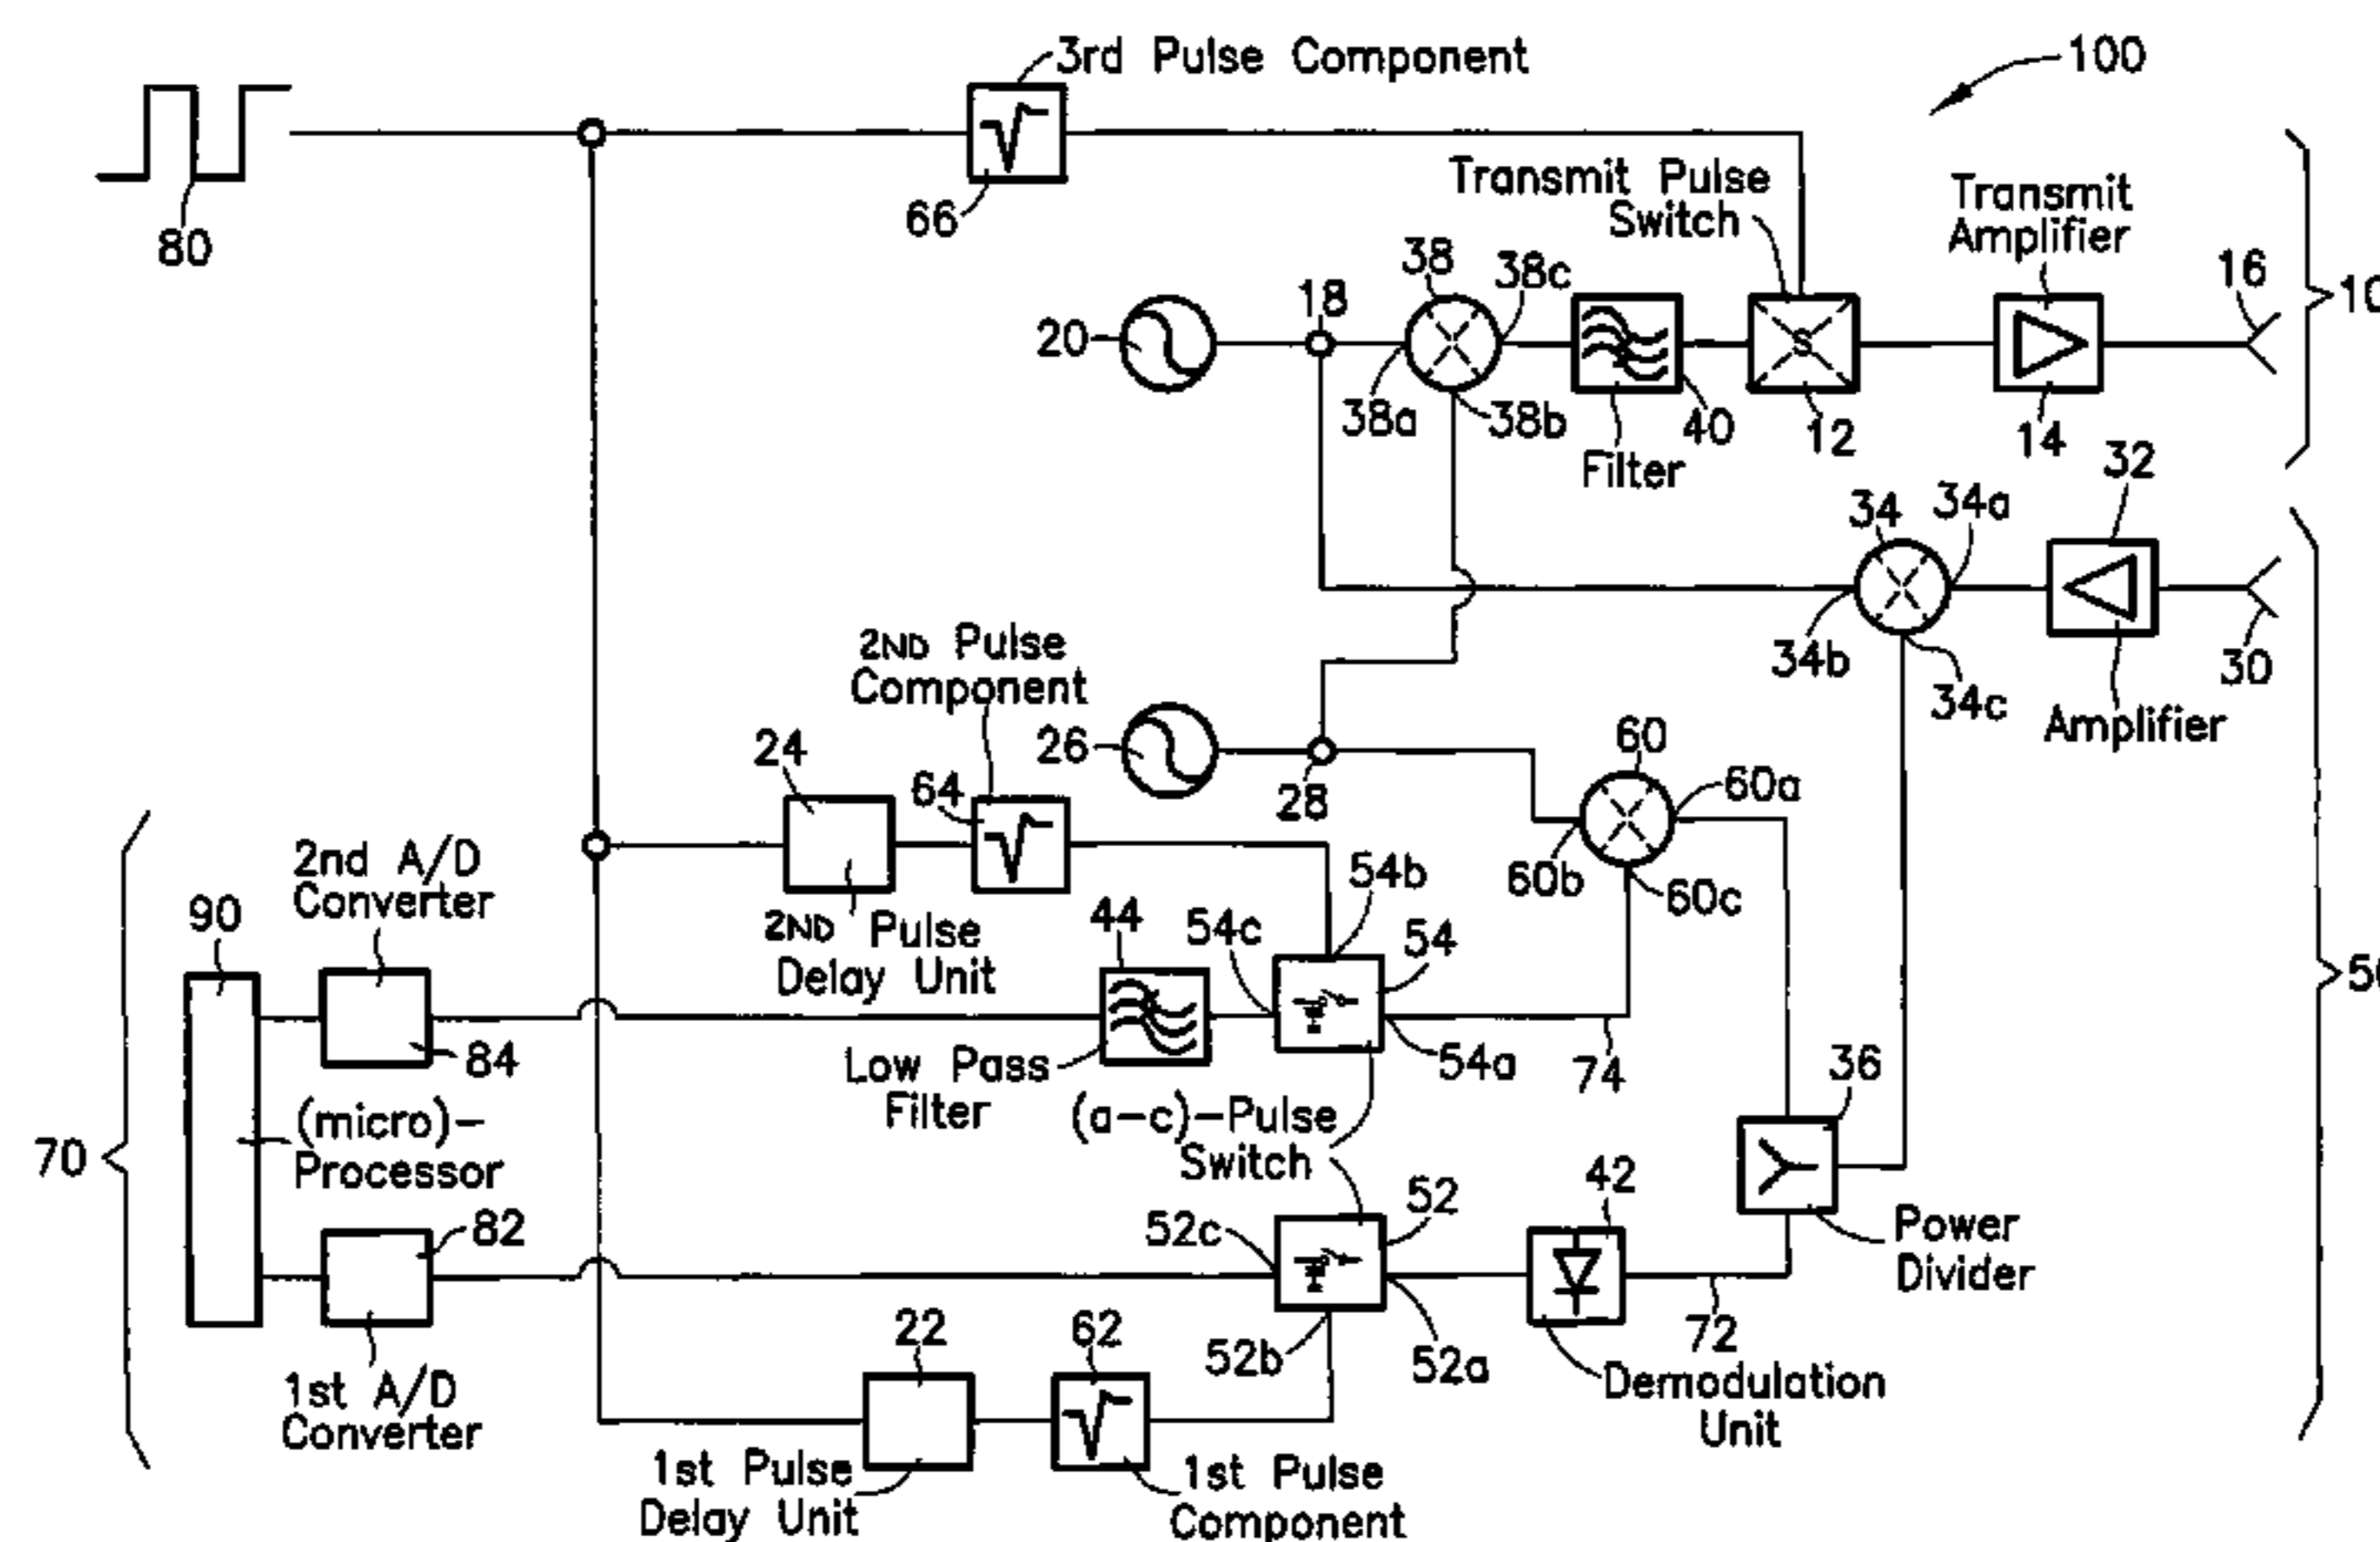 3rd Pulse Component
100
66
80
Transmit Pulse
Switch
Transmit
Amplifier
38
38c
18
20
38a
38b
Filter
40
12
14
16
10
32
34
34a
34b
34c
Amplifier
30
2ND Pulse
Component
26
28
60
60a
60b
60c
24
64
2ND Pulse
Delay Unit
54b
54c
54
54a
74
44
Low Pass
Filter
(a-c)-Pulse
Switch
2nd A/D
Converter
90
84
(micro)-
Processor
70
82
1st A/D
Converter
36
Power
Divider
42
72
Demodulation
Unit
52
52c
52b
52a
22
62
1st Pulse
Delay Unit
1st Pulse
Component
S